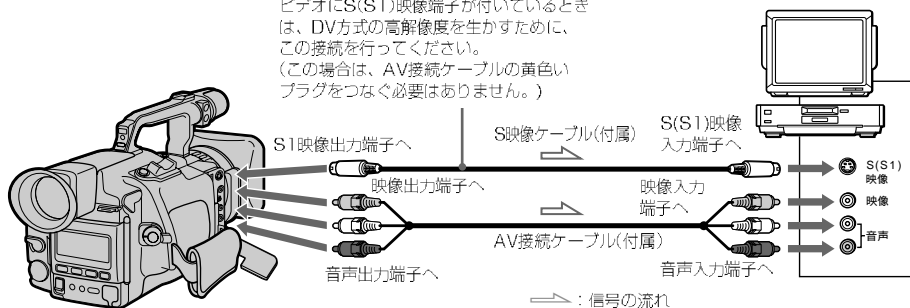 ビデオにS(S1)映像端子が付いているとき
は、DV方式の高解像度を生かすために、
この接続を行ってください。
(この場合は、AV接続ケーブルの黄色い
プラグをつなぐ必要はありません。)
S1映像出力端子へ
S映像ケーブル(付属)
S(S1)映像
入力端子へ
S(S1)
映像
映像出力端子へ
映像入力
端子へ
映像
AV接続ケーブル(付属)
音声
音声出力端子へ
音声入力端子へ
:信号の流れ